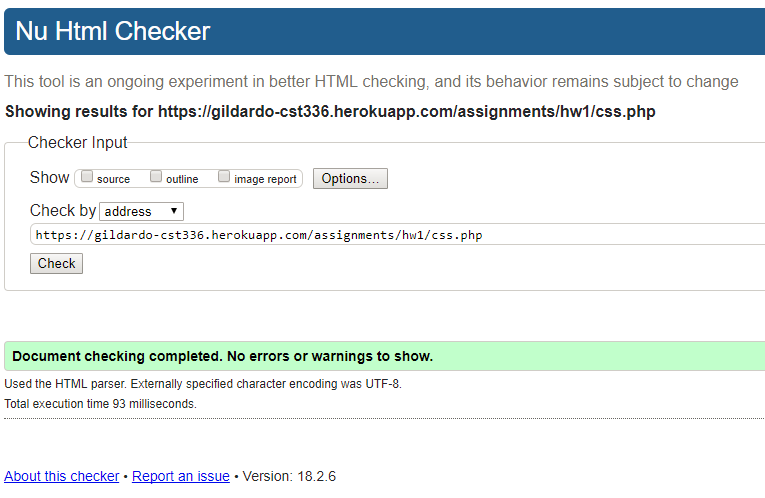 Nu Html Checker
This tool is an ongoing experiment in better HTML checking, and its behavior remains subject to change
Showing results for https://gildardo-cst336.herokuapp.com/assignments/hw1/css.php
Checker Input
Show source outline image report Options...
Check by address
https://gildardo-cst336.herokuapp.com/assignments/hw1/css.php
Check
Document checking completed. No errors or warnings to show.
Used the HTML parser. Externally specified character encoding was UTF-8.
Total execution time 93 milliseconds.
About this checker • Report an issue • Version: 18.2.6